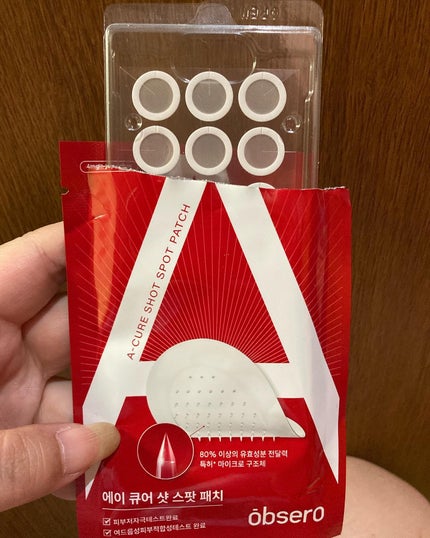 A-CURE SHOT SPOT PATCH
80% 이상의 유효성분 전달력
특허* 마이크로 구조체
에이 큐어 샷 스팟 패치
피부저자극테스트완료
여드름성피부적합성테스트 완료
ōbsero